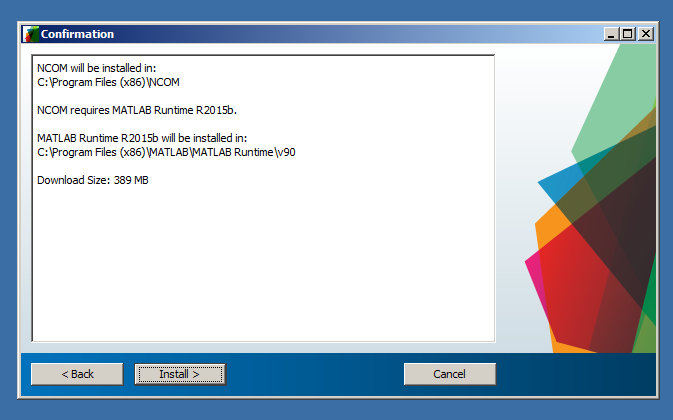 Confirmation
NCOM will be installed in:
C:\Program Files (x86)\NCOM
NCOM requires MATLAB Runtime R2015b.
MATLAB Runtime R2015b will be installed in:
C:\Program Files (x86)\MATLAB\MATLAB Runtime\v90
Download Size: 389 MB
< Back
Install >
Cancel